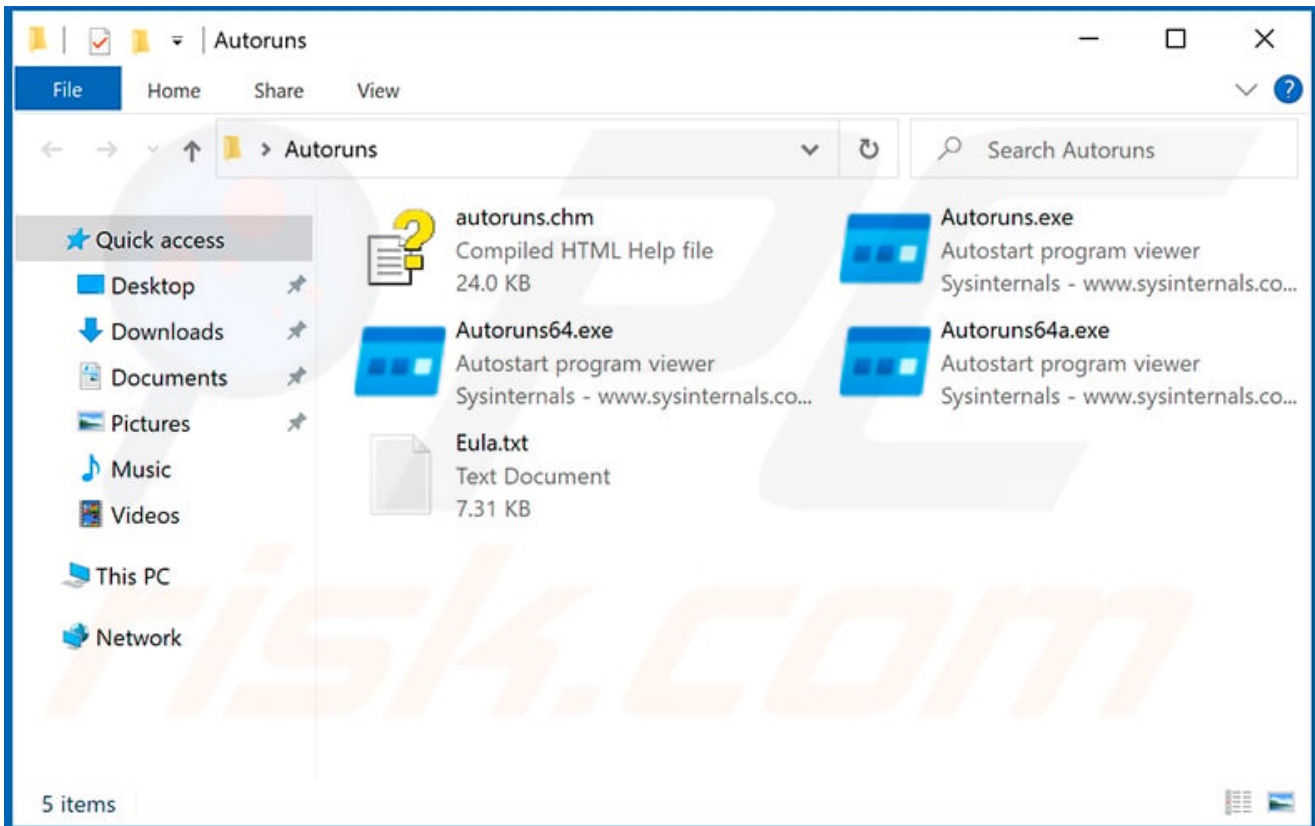 Autoruns
File Home Share View
Autoruns
Search Autoruns
Quick access
Desktop
Downloads
Documents
Pictures
Music
Videos
This PC
Network
autoruns.chm
Compiled HTML Help file
24.0 KB
Autoruns.exe
Autostart program viewer
Sysinternals - www.sysinternals.co...
Autoruns64.exe
Autostart program viewer
Sysinternals - www.sysinternals.co...
Autoruns64a.exe
Autostart program viewer
Sysinternals - www.sysinternals.co...
Eula.txt
Text Document
7.31 KB
PC
risk.com
5 items